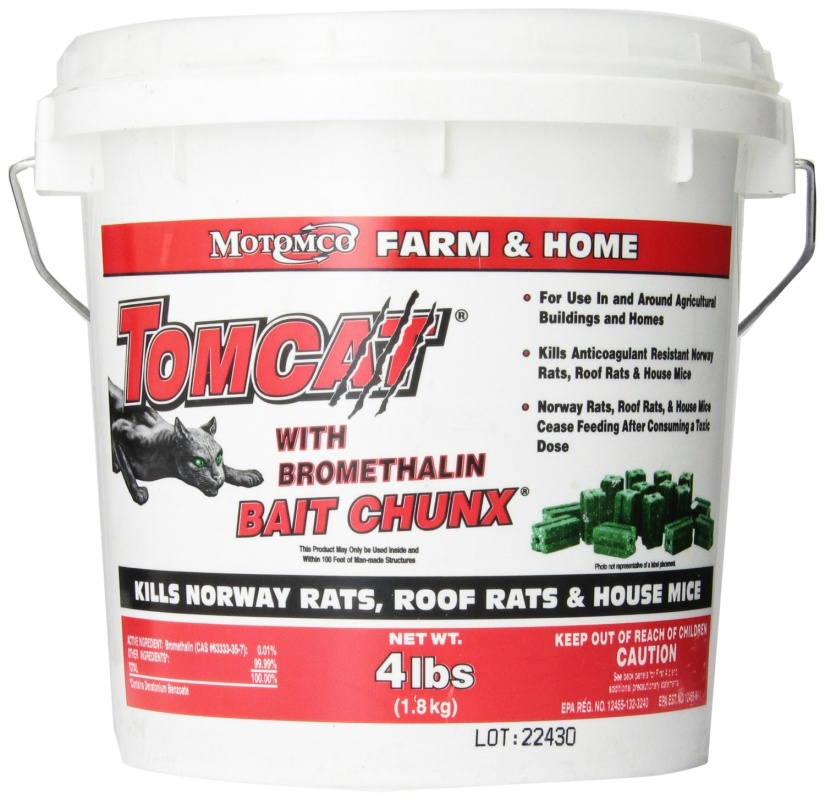 MOTOMCO FARM & HOME
TOMCAT®
WITH
BROMETHALIN
BAIT CHUNX®
This Product May Only be Used Inside and
Within 100 Feet of Man-made Structures
• For Use In and Around Agricultural
Buildings and Homes
• Kills Anticoagulant Resistant Norway
Rats, Roof Rats & House Mice
• Norway Rats, Roof Rats, & House Mice
Cease Feeding After Consuming a Toxic
Dose
Photo not representative of a label placement.
KILLS NORWAY RATS, ROOF RATS & HOUSE MICE
ACTIVE INGREDIENT: Bromethalin (CAS #63333-35-7): 0.01%
OTHER INGREDIENTS*: 99.99%
TOTAL 100.00%
*Contains Denatonium Benzoate
NET WT.
4 lbs
(1.8 kg)
KEEP OUT OF REACH OF CHILDREN
CAUTION
See back panels for First Aid and
additional precautionary statements
EPA REG. NO. 12455-132-3240 EPA EST. NO.
LOT: 22430